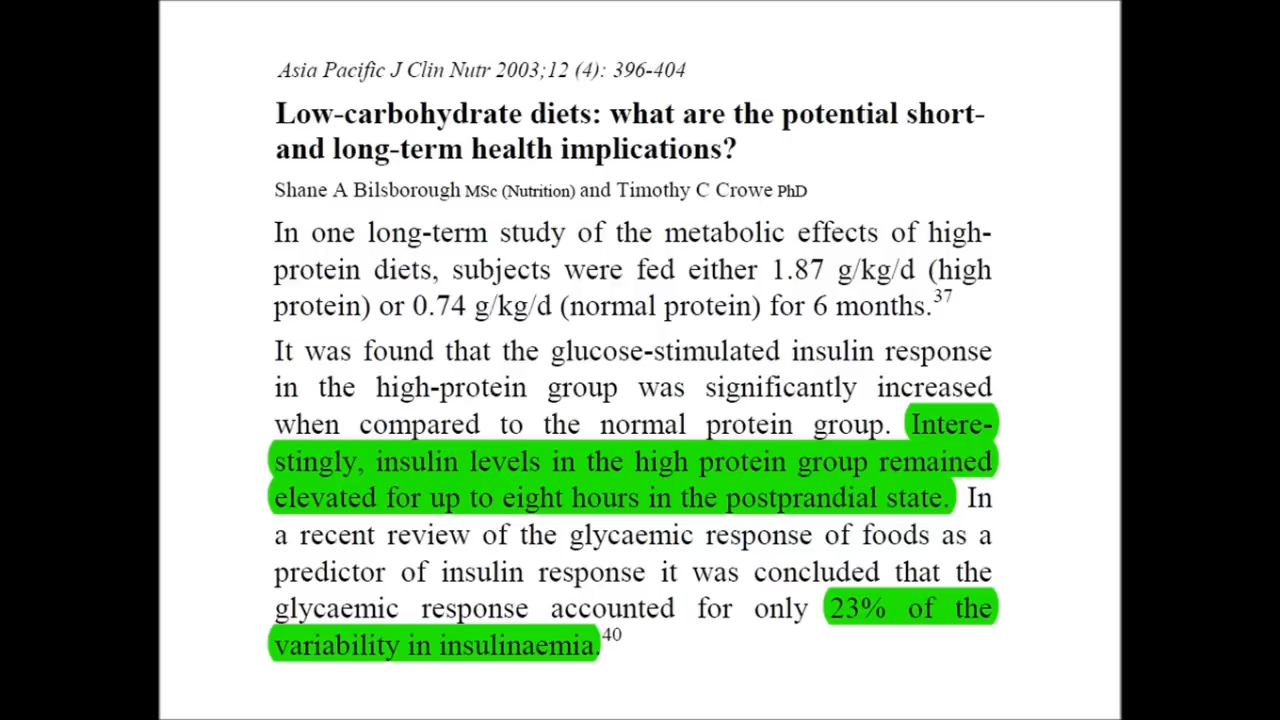 Asia Pacific J Clin Nutr 2003;12 (4): 396-404
Low-carbohydrate diets: what are the potential short-
and long-term health implications?
Shane A Bilsborough MSc (Nutrition) and Timothy C Crowe PhD
In one long-term study of the metabolic effects of high-
protein diets, subjects were fed either 1.87 g/kg/d (high
protein) or 0.74 g/kg/d (normal protein) for 6 months.37
It was found that the glucose-stimulated insulin response
in the high-protein group was significantly increased
when compared to the normal protein group. Intere-
stingly, insulin levels in the high protein group remained
elevated for up to eight hours in the postprandial state. In
a recent review of the glycaemic response of foods as a
predictor of insulin response it was concluded that the
glycaemic response accounted for only 23% of the
variability in insulinaemia.40